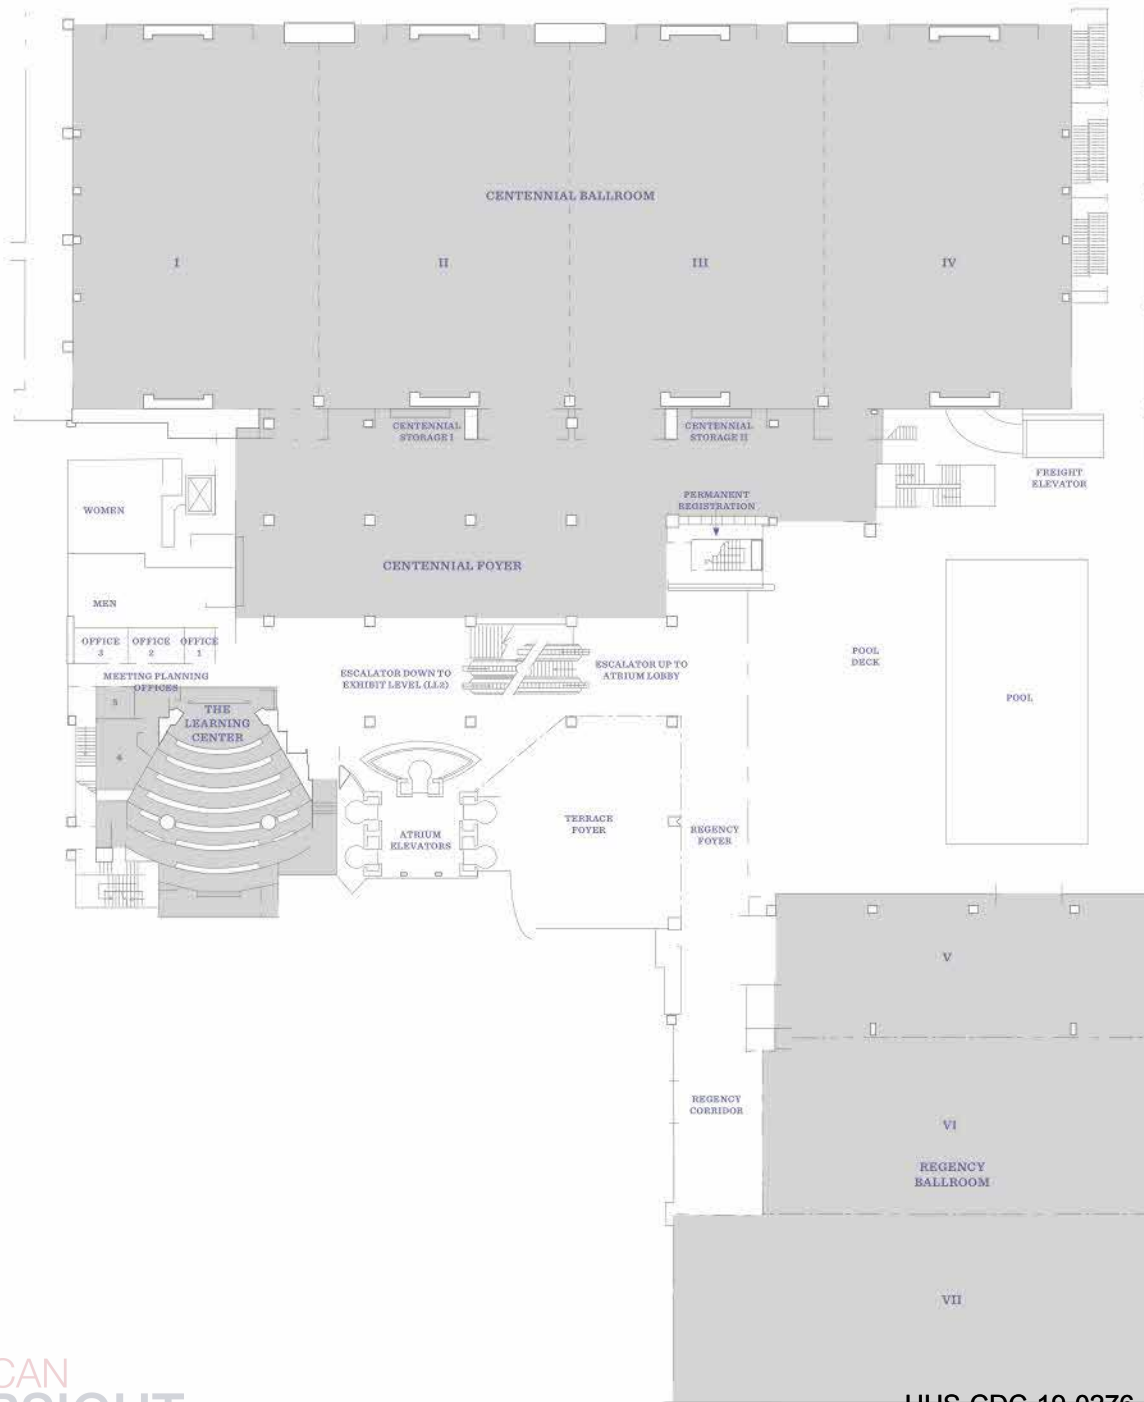 CENTENNIAL BALLROOM
I
II
III
IV
CENTENNIAL
STORAGE I
CENTENNIAL
STORAGE II
FREIGHT
ELEVATOR
PERMANENT
REGISTRATION
WOMEN
CENTENNIAL FOYER
MEN
OFFICE
3
OFFICE
2
OFFICE
1
MEETING PLANNING
OFFICES
ESCALATOR DOWN TO
EXHIBIT LEVEL (LL2)
ESCALATOR UP TO
ATRIUM LOBBY
POOL
DECK
POOL
5
THE
LEARNING
CENTER
4
ATRIUM
ELEVATORS
TERRACE
FOYER
REGENCY
FOYER
V
REGENCY
CORRIDOR
VI
REGENCY
BALLROOM
VII
CAN